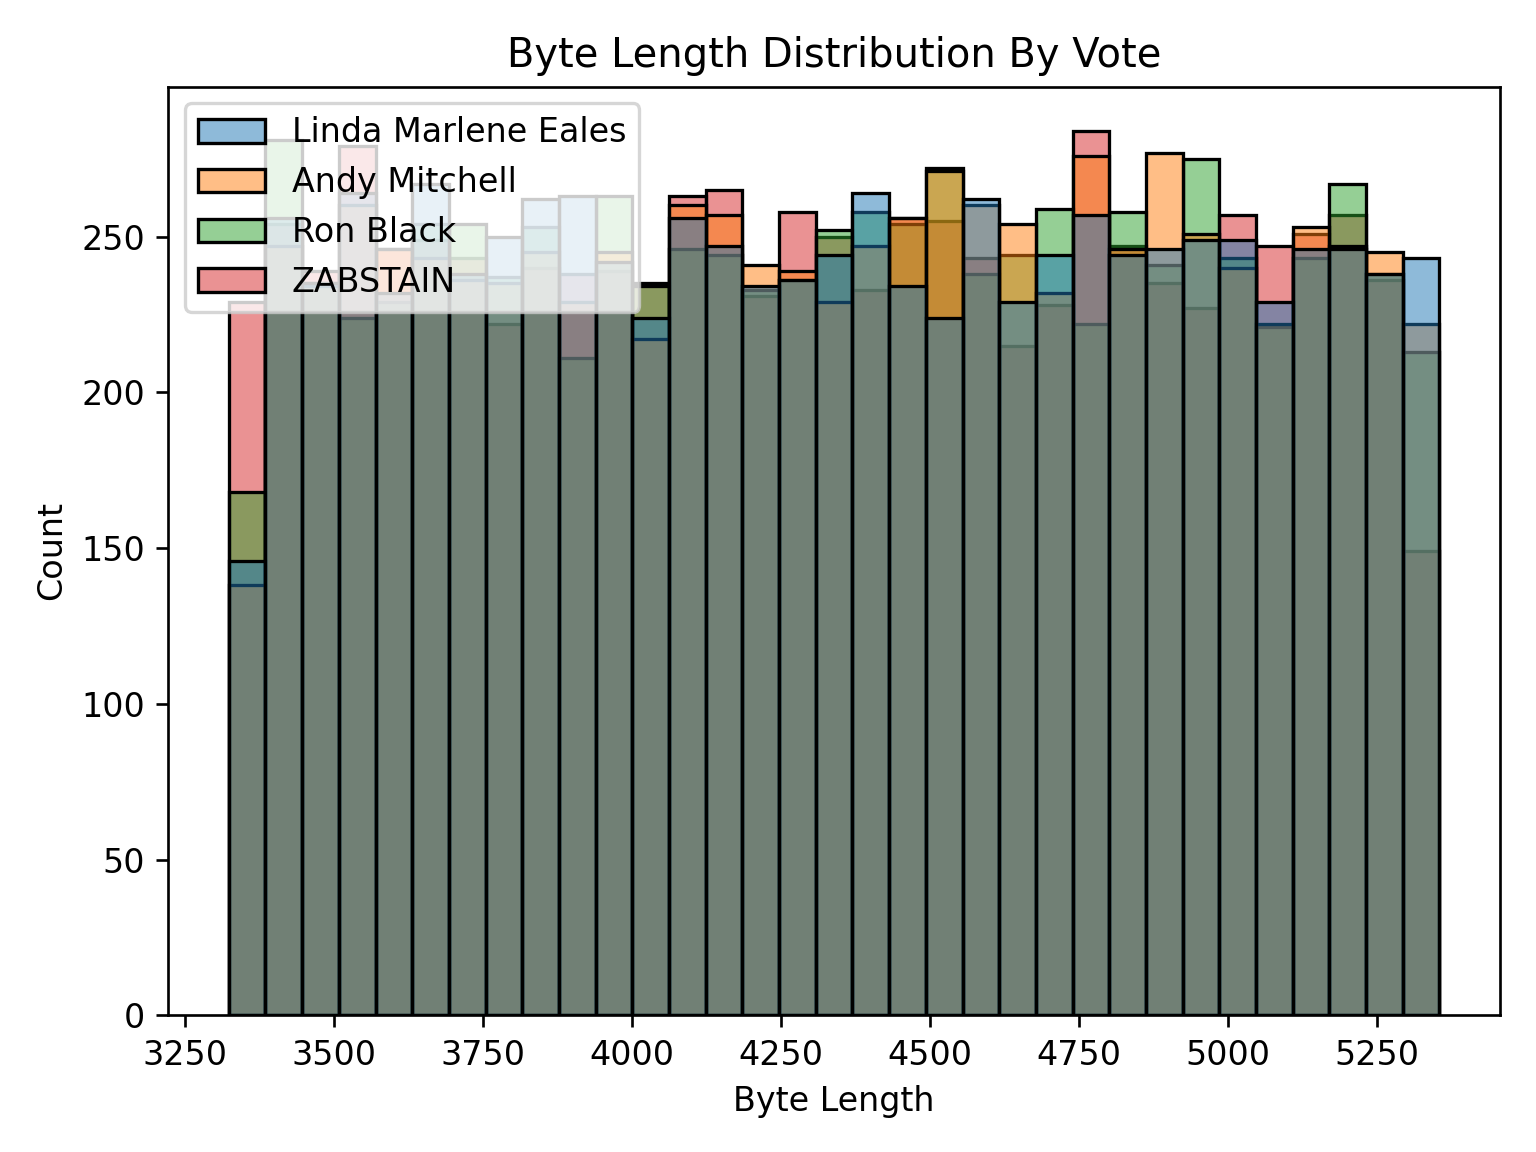 Byte Length Distribution By Vote
Linda Marlene Eales
Andy Mitchell
Ron Black
ZABSTAIN
Count
250
200
150
100
50
0
3250 3500 3750 4000 4250 4500 4750 5000 5250
Byte Length